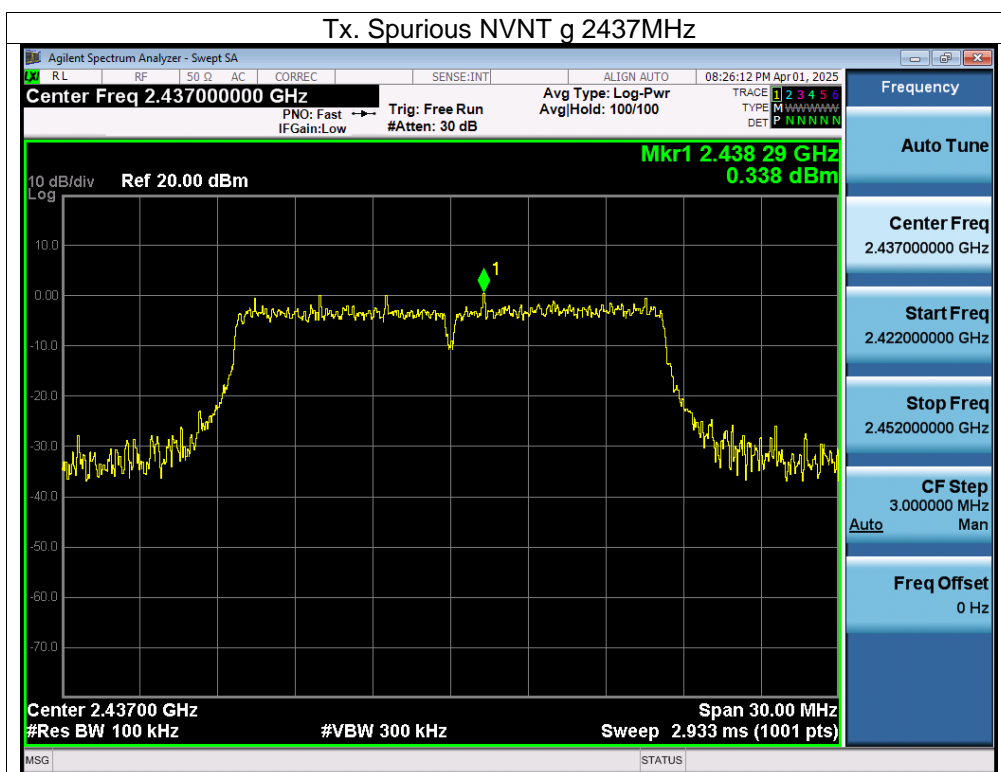 Tx. Spurious NVNT g 2437MHz
Agilent Spectrum Analyzer - Swept SA
LXI RL RF 50 Ω AC CORREC SENSE:INT ALIGN AUTO 08:26:12 PM Apr 01, 2025
Center Freq 2.437000000 GHz
PNO: Fast
IFGain:Low
Trig: Free Run
#Atten: 30 dB
Avg Type: Log-Pwr
Avg|Hold: 100/100
TRACE 1 2 3 4 5 6
TYPE M WWWWW
DET P N N N N N
Mkr1 2.438 29 GHz
0.338 dBm
10 dB/div Ref 20.00 dBm
Log
10.0
0.00
-10.0
-20.0
-30.0
-40.0
-50.0
-60.0
-70.0
1
Center 2.43700 GHz Span 30.00 MHz
#Res BW 100 kHz #VBW 300 kHz Sweep 2.933 ms (1001 pts)
MSG STATUS
Frequency
Auto Tune
Center Freq
2.437000000 GHz
Start Freq
2.422000000 GHz
Stop Freq
2.452000000 GHz
CF Step
3.000000 MHz
Auto Man
Freq Offset
0 Hz